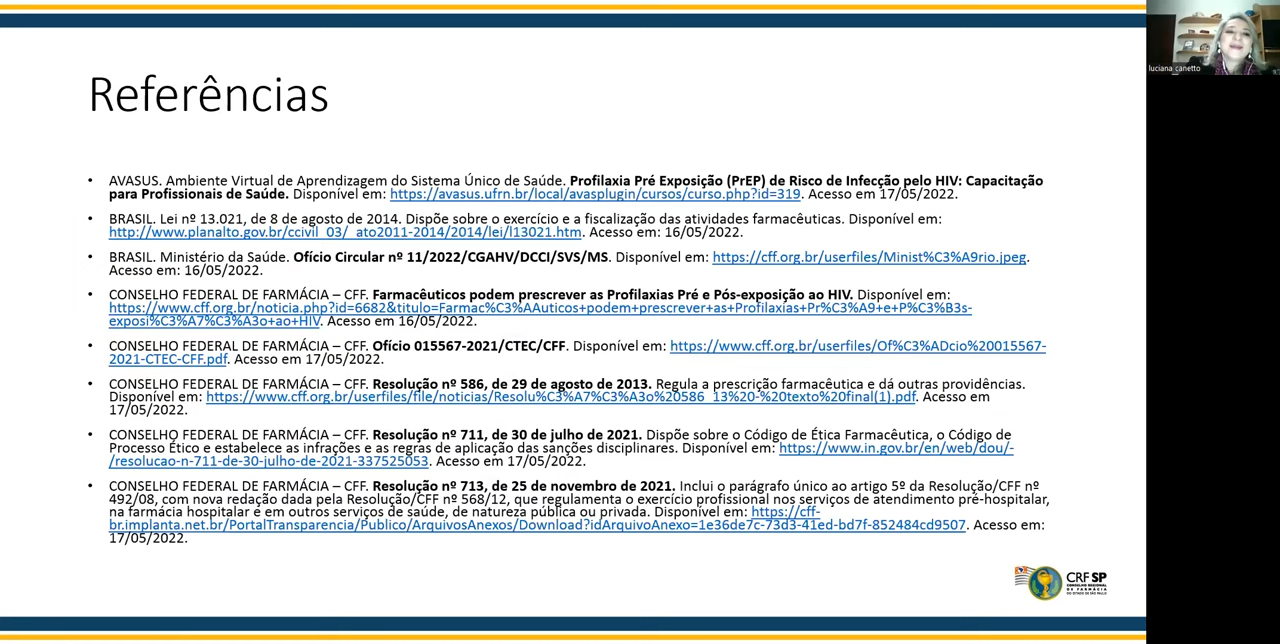 Referências
luciana canetto
• AVASUS. Ambiente Virtual de Aprendizagem do Sistema Único de Saúde. Profilaxia Pré Exposição (PrEP) de Risco de Infecção pelo HIV: Capacitação
para Profissionais de Saúde. Disponível em: https://avasus.ufrn.br/local/avasplugin/cursos/curso.php?id=319. Acesso em 17/05/2022.
• BRASIL. Lei nº 13.021, de 8 de agosto de 2014. Dispõe sobre o exercício e a fiscalização das atividades farmacêuticas. Disponível em:
http://www.planalto.gov.br/ccivil_03/_ato2011-2014/2014/lei/l13021.htm. Acesso em: 16/05/2022.
• BRASIL. Ministério da Saúde. Ofício Circular nº 11/2022/CGAHV/DCCI/SVS/MS. Disponível em: https://cff.org.br/userfiles/Minist%C3%A9rio.jpeg.
Acesso em: 16/05/2022.
• CONSELHO FEDERAL DE FARMÁCIA – CFF. Farmacêuticos podem prescrever as Profilaxias Pré e Pós-exposição ao HIV. Disponível em:
https://www.cff.org.br/noticia.php?id=6682&titulo=Farmac%C3%AAuticos+podem+prescrever+as+Profilaxias+Pr%C3%A9+e+P%C3%B3s-
exposi%C3%A7%C3%A3o+ao+HIV. Acesso em 16/05/2022.
• CONSELHO FEDERAL DE FARMÁCIA – CFF. Ofício 015567-2021/CTEC/CFF. Disponível em: https://www.cff.org.br/userfiles/Of%C3%ADcio%20015567-
2021-CTEC-CFF.pdf. Acesso em 17/05/2022.
• CONSELHO FEDERAL DE FARMÁCIA – CFF. Resolução nº 586, de 29 de agosto de 2013. Regula a prescrição farmacêutica e dá outras providências.
Disponível em: https://www.cff.org.br/userfiles/file/noticias/Resolu%C3%A7%C3%A3o%20586_13%20-%20texto%20final(1).pdf. Acesso em
17/05/2022.
• CONSELHO FEDERAL DE FARMÁCIA – CFF. Resolução nº 711, de 30 de julho de 2021. Dispõe sobre o Código de Ética Farmacêutica, o Código de
Processo Ético e estabelece as infrações e as regras de aplicação das sanções disciplinares. Disponível em: https://www.in.gov.br/en/web/dou/-
/resolucao-n-711-de-30-julho-de-2021-337525053. Acesso em 17/05/2022.
• CONSELHO FEDERAL DE FARMÁCIA – CFF. Resolução nº 713, de 25 de novembro de 2021. Inclui o parágrafo único ao artigo 5º da Resolução/CFF nº
492/08, com nova redação dada pela Resolução/CFF nº 568/12, que regulamenta o exercício profissional nos serviços de atendimento pré-hospitalar,
na farmácia hospitalar e em outros serviços de saúde, de natureza pública ou privada. Disponível em: https://cff-
br.implanta.net.br/PortalTransparencia/Publico/ArquivosAnexos/Download?idArquivoAnexo=1e36de7c-73d3-41ed-bd7f-852484cd9507. Acesso em:
17/05/2022.
CRF SP
CONSELHO REGIONAL
DE FARMÁCIA
DO ESTADO DE SÃO PAULO